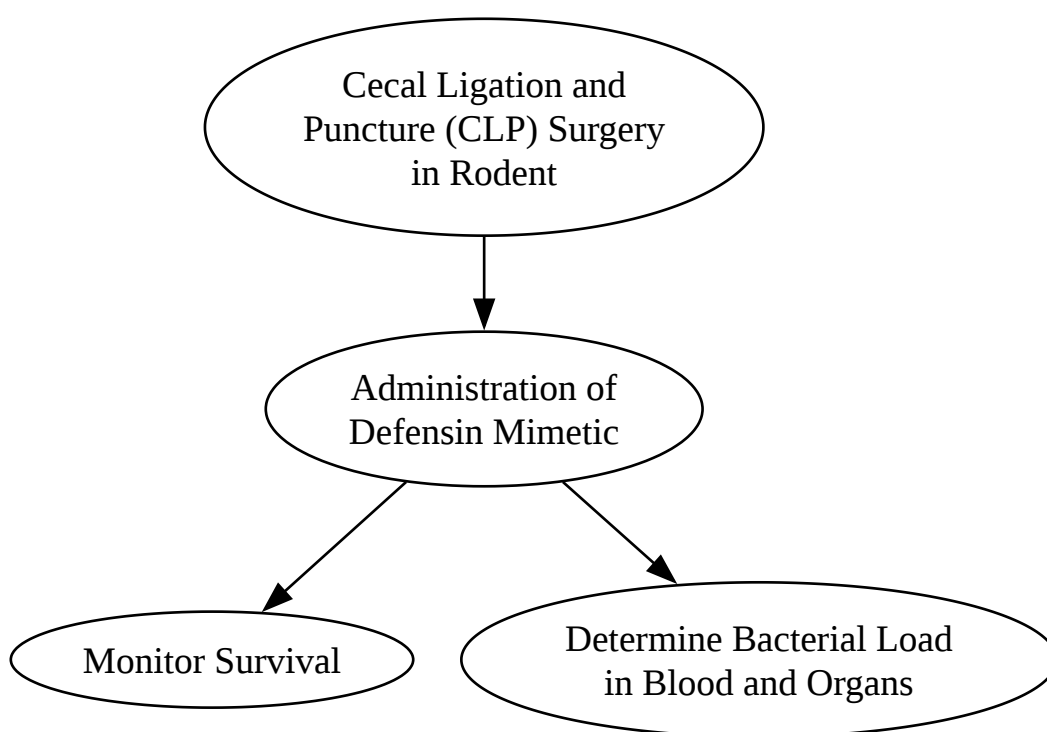 Cecal Ligation and
Puncture (CLP) Surgery
in Rodent
Administration of
Defensin Mimetic
Monitor Survival
Determine Bacterial Load
in Blood and Organs